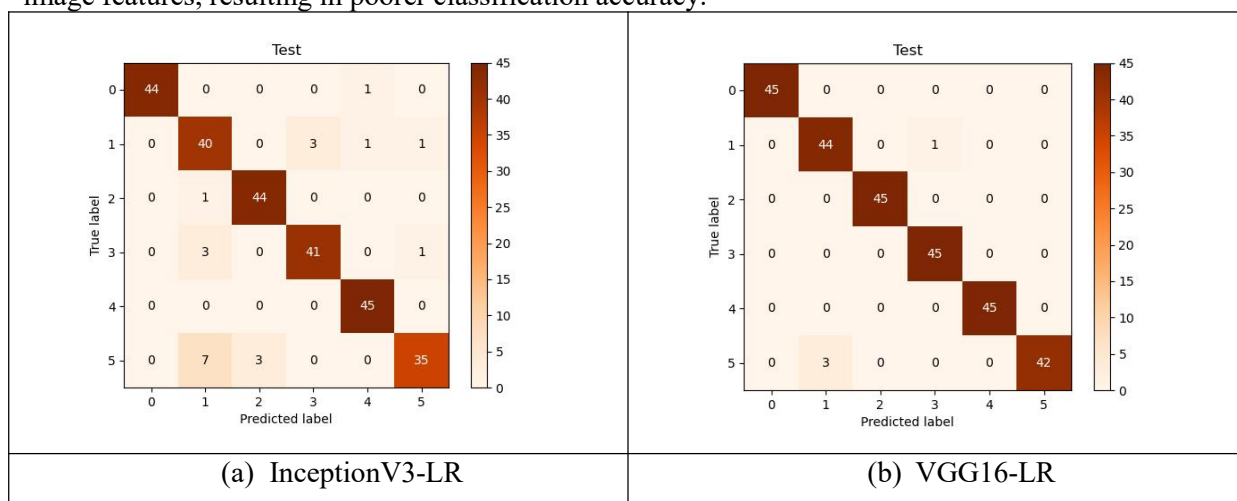 image features, resulting in poorer classification accuracy.
Test
45
0 44 0 0 0 1 0
40
1 0 40 0 3 1 1
35
30
2 0 1 44 0 0 0
25
True label
20
3 0 3 0 41 0 1
15
4 0 0 0 0 45 0
10
5
5 0 7 3 0 0 35
0
0 1 2 3 4 5
Predicted label
(a) InceptionV3-LR
Test
45
0 45 0 0 0 0 0
40
1 0 44 0 1 0 0
35
30
2 0 0 45 0 0 0
25
True label
20
3 0 0 0 45 0 0
15
4 0 0 0 0 45 0
10
5
5 0 3 0 0 0 42
0
0 1 2 3 4 5
Predicted label
(b) VGG16-LR